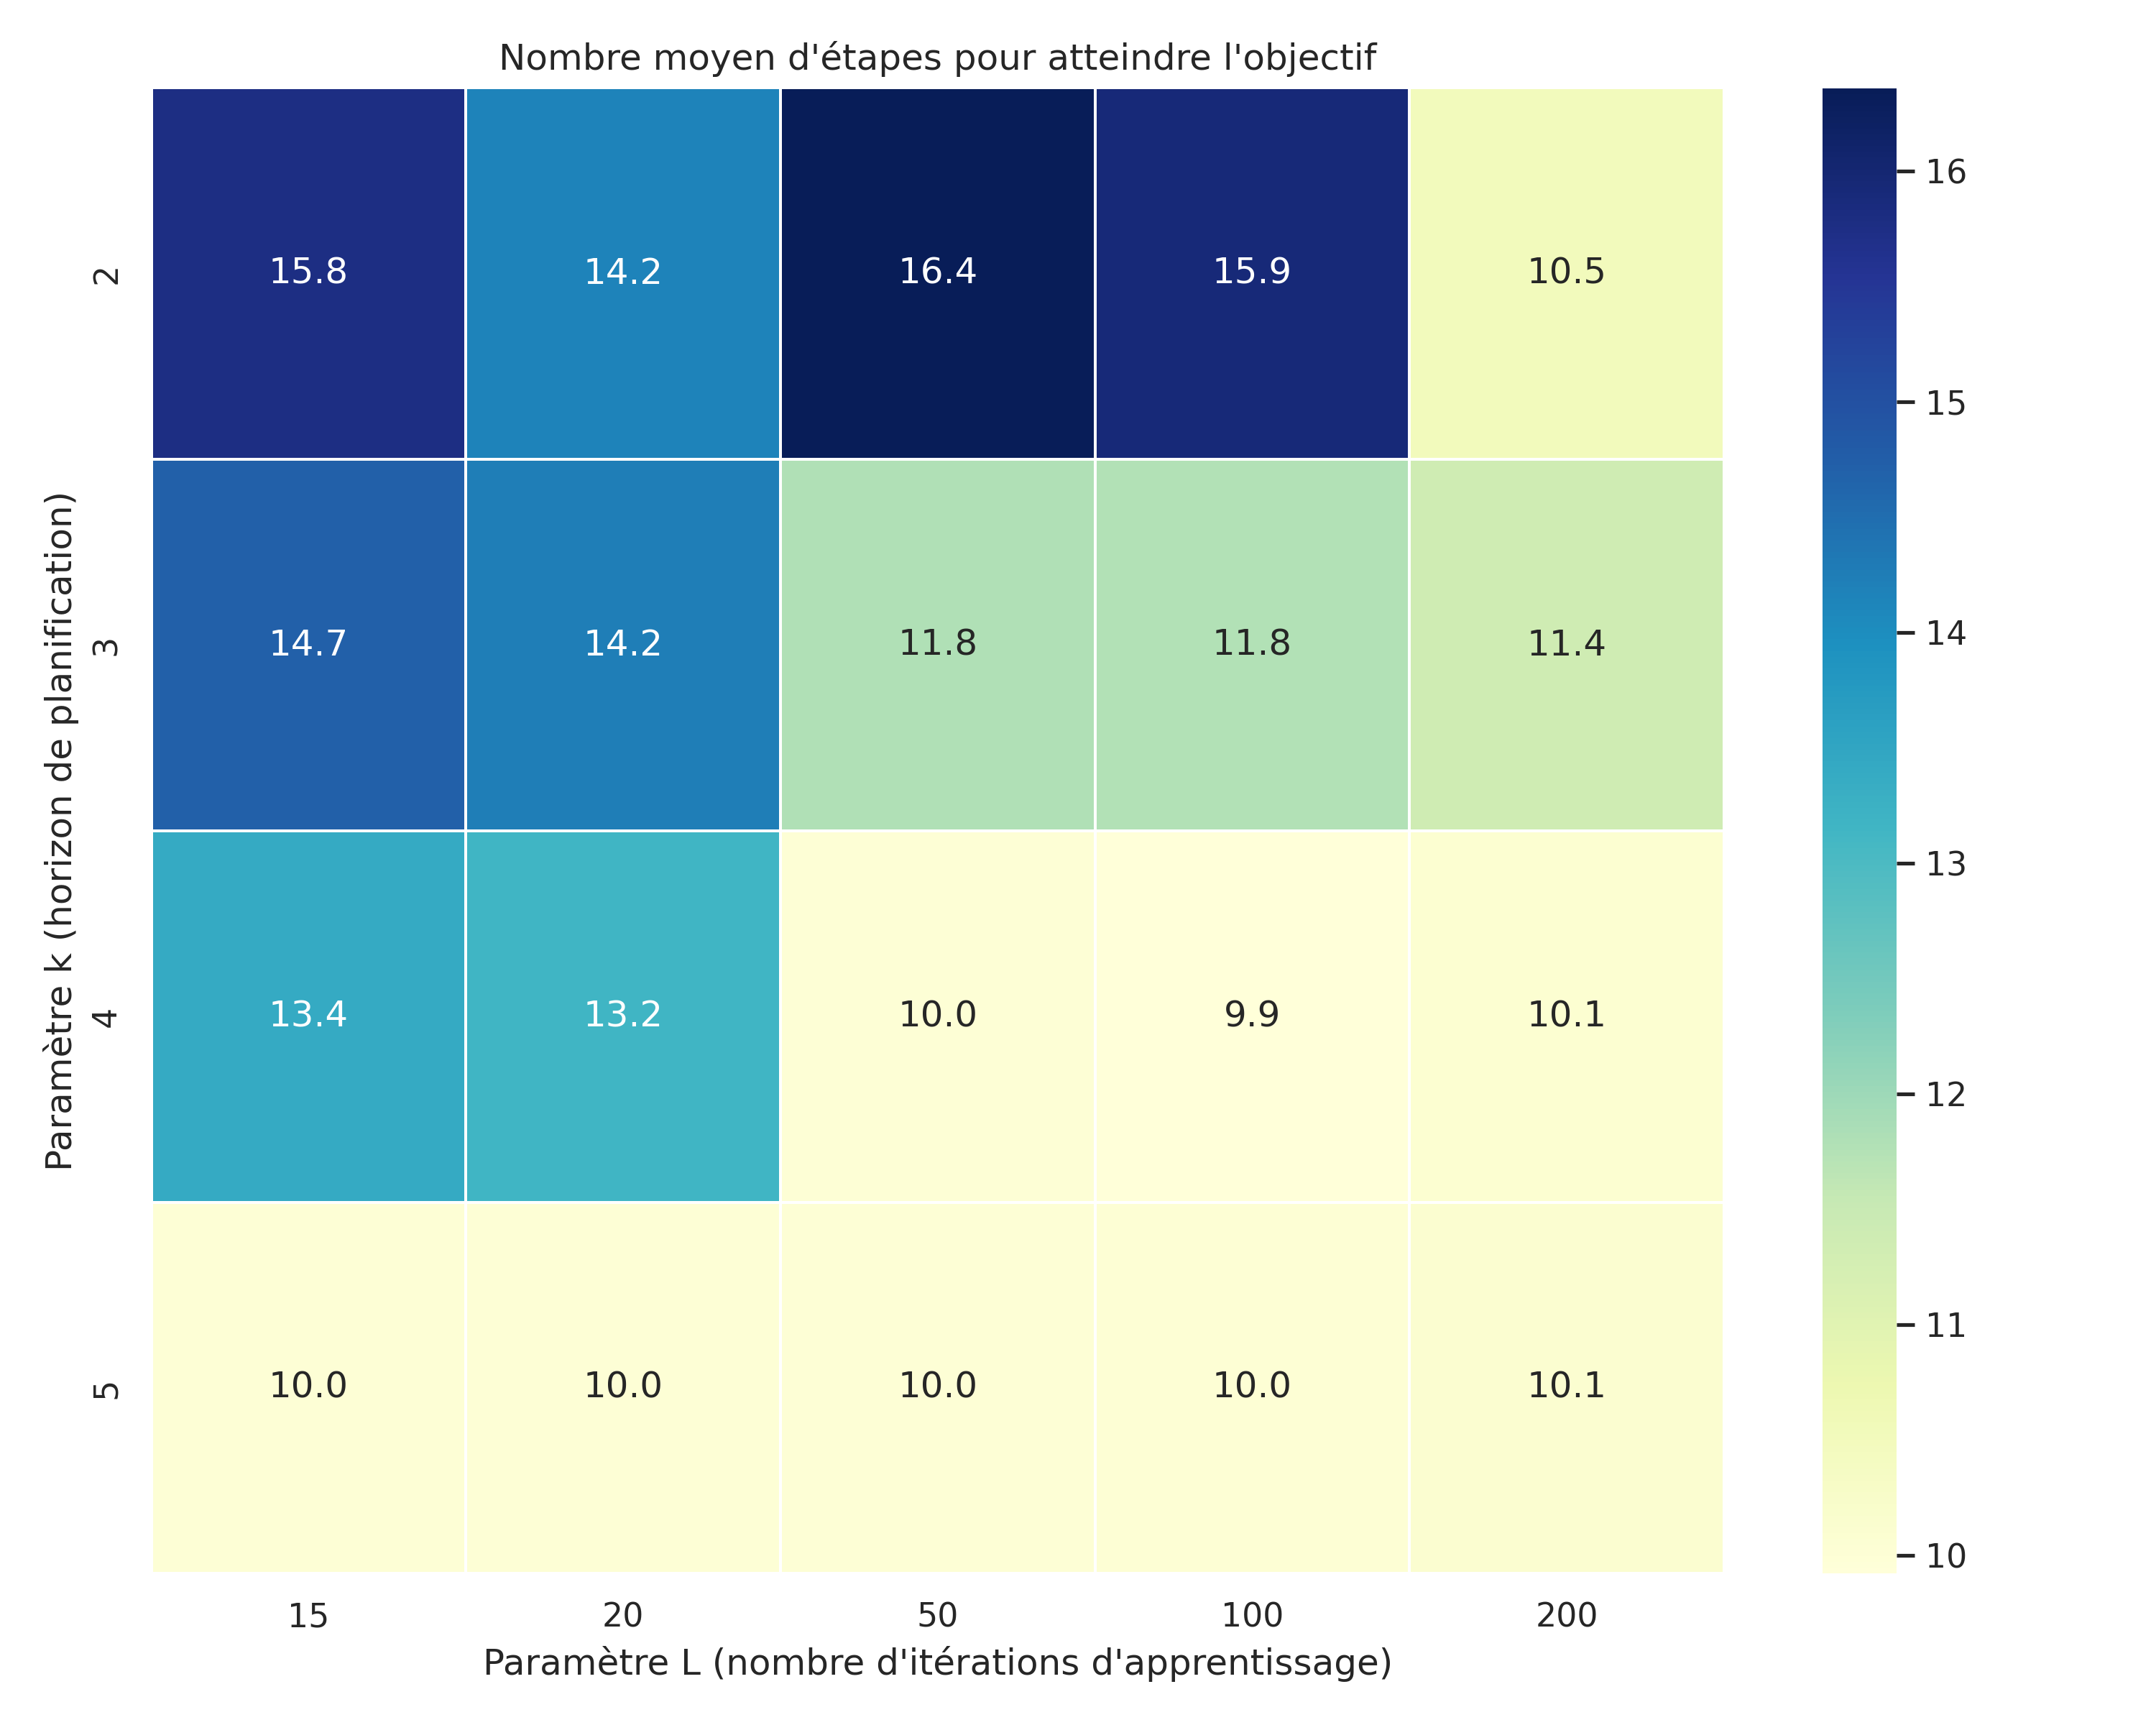 Nombre moyen d'étapes pour atteindre l'objectif
Paramètre k (horizon de planification)
2
15.8 14.2 16.4 15.9 10.5
3
14.7 14.2 11.8 11.8 11.4
4
13.4 13.2 10.0 9.9 10.1
5
10.0 10.0 10.0 10.0 10.1
15 20 50 100 200
Paramètre L (nombre d'itérations d'apprentissage)
16
15
14
13
12
11
10